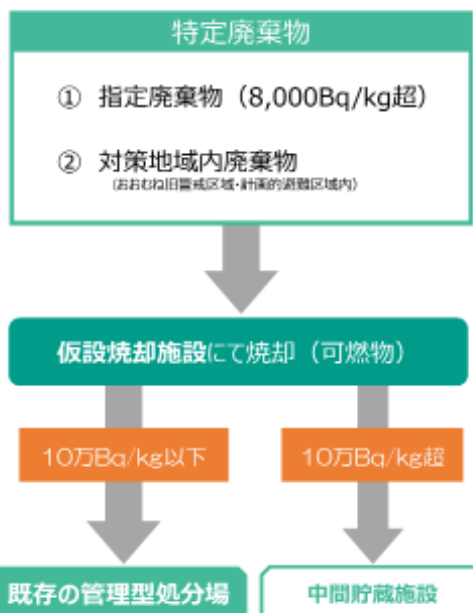 特定廃棄物
① 指定廃棄物（8,000Bq/kg超）
② 対策地域内廃棄物
(おおむね旧警戒区域・計画的避難区域内)
仮設焼却施設にて焼却（可燃物）
10万Bq/kg以下
10万Bq/kg超
既存の管理型処分場
中間貯蔵施設